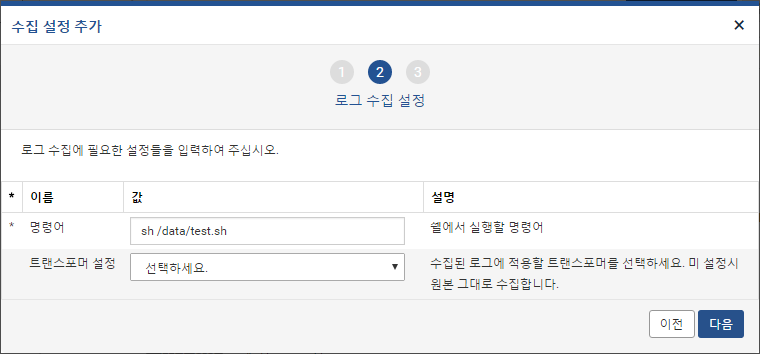 수집 설정 추가 ×
1 2 3
로그 수집 설정
로그 수집에 필요한 설정들을 입력하여 주십시오.
* 이름 값 설명
* 명령어 sh /data/test.sh 쉘에서 실행할 명령어
트랜스포머 설정 선택하세요. ▼ 수집된 로그에 적용할 트랜스포머를 선택하세요. 미 설정시
원본 그대로 수집합니다.
이전 다음